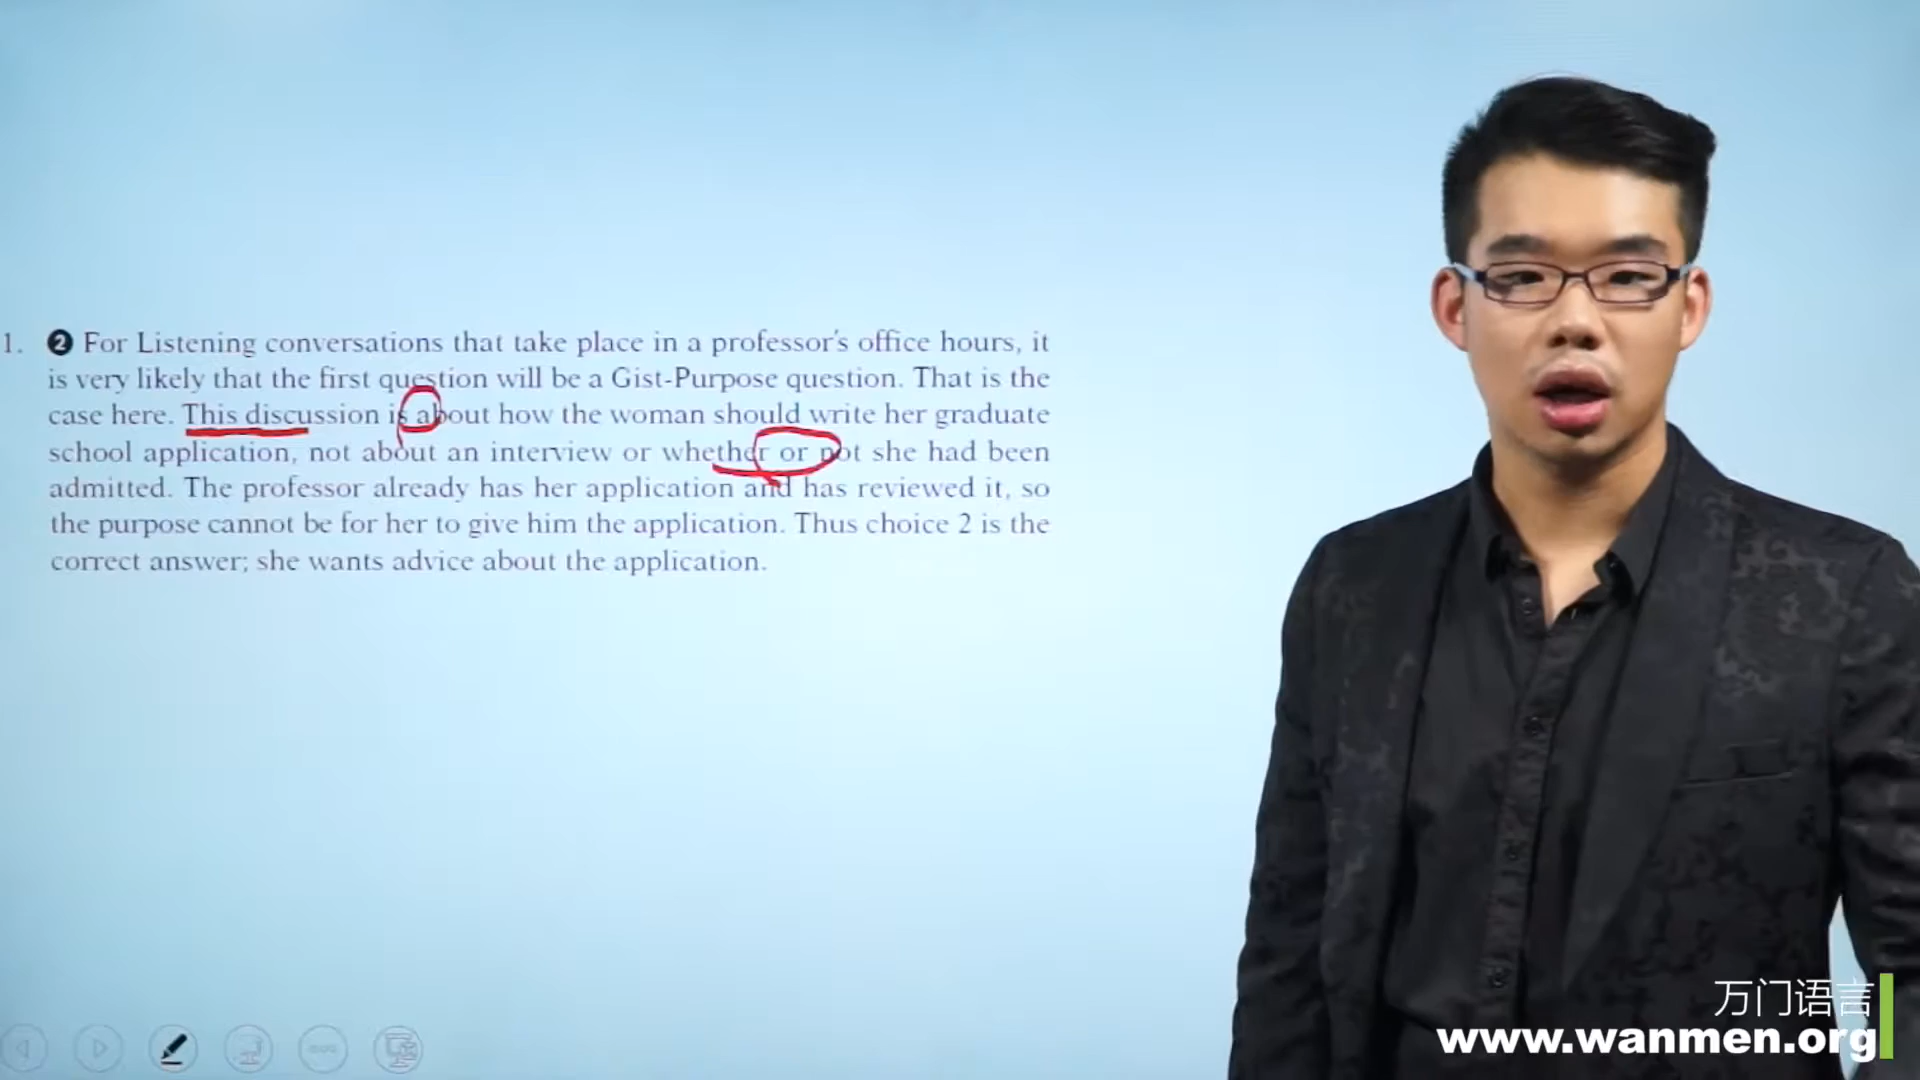 1. ❷ For Listening conversations that take place in a professor's office hours, it
is very likely that the first question will be a Gist-Purpose question. That is the
case here. This discussion is about how the woman should write her graduate
school application, not about an interview or whether or not she had been
admitted. The professor already has her application and has reviewed it, so
the purpose cannot be for her to give him the application. Thus choice 2 is the
correct answer; she wants advice about the application.
万门语言
www.wanmen.org